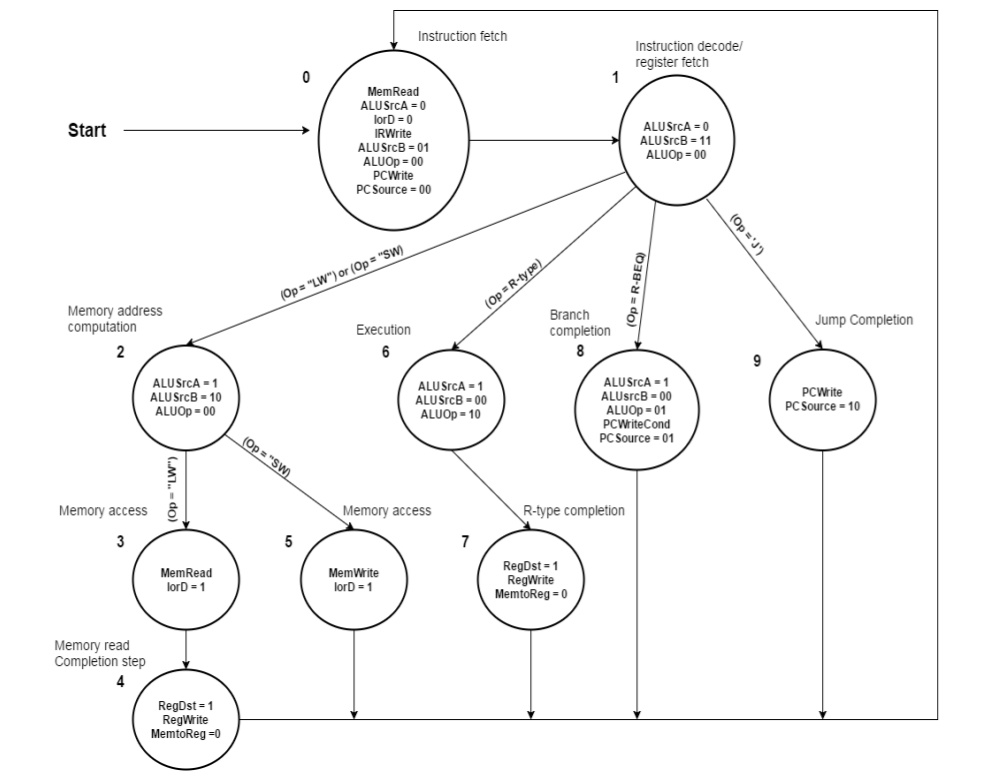 Instruction fetch
Instruction decode/
register fetch
0
1
MemRead
ALUSrcA = 0
IorD = 0
IRWrite
ALUSrcB = 01
ALUOp = 00
PCWrite
PCSource = 00
Start
ALUSrcA = 0
ALUSrcB = 11
ALUOp = 00
(Op = "LW") or (Op = "SW)
(Op = R-type)
(Op = R-BEQ)
(Op = 'J')
Memory address
computation
2
ALUSrcA = 1
ALUSrcB = 10
ALUOp = 00
Execution
6
ALUSrcA = 1
ALUSrcB = 00
ALUOp = 10
Branch
completion
8
ALUSrcA = 1
ALUsrcB = 00
ALUOp = 01
PCWriteCond
PCSource = 01
Jump Completion
9
PCWrite
PCSource = 10
(Op = "LW")
(Op = "SW)
Memory access
3
MemRead
IorD = 1
Memory access
5
MemWrite
IorD = 1
R-type completion
7
RegDst = 1
RegWrite
MemtoReg = 0
Memory read
Completion step
4
RegDst = 1
RegWrite
MemtoReg =0